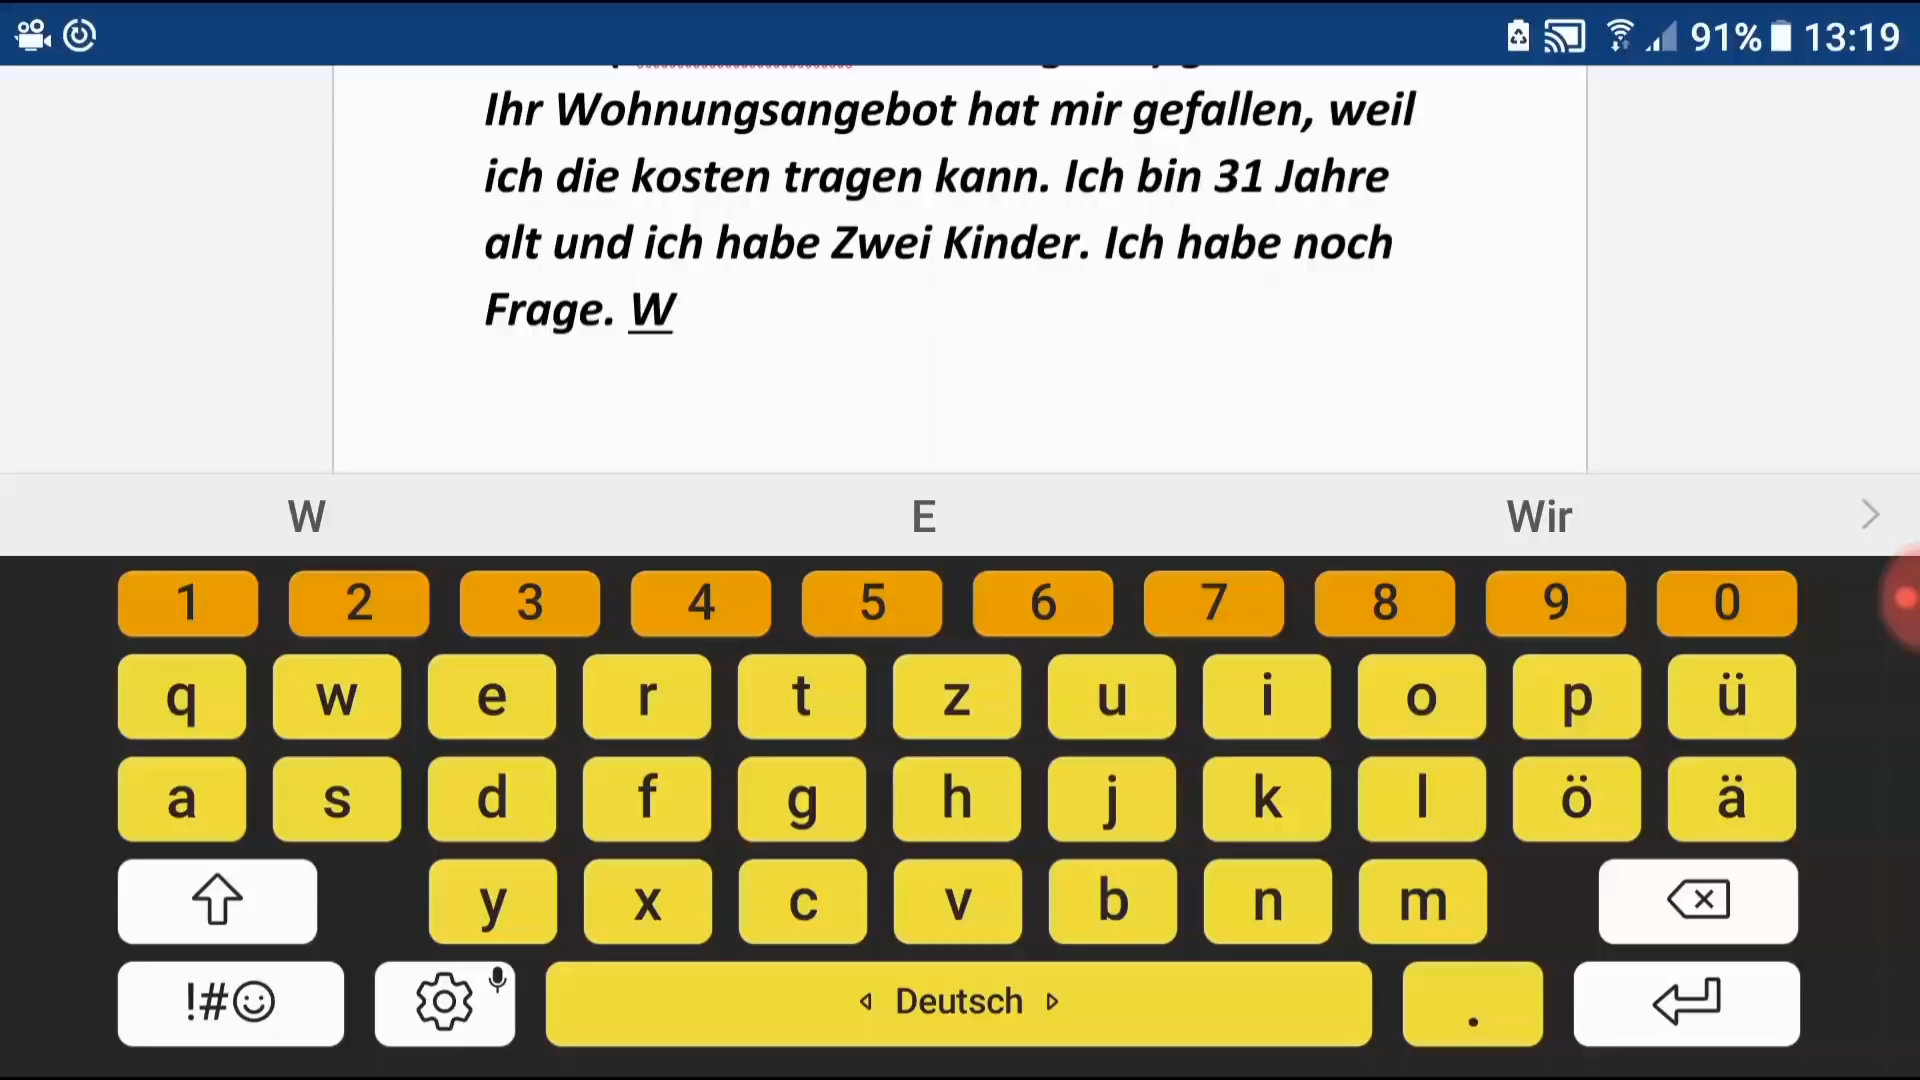 91% 13:19
Ihr Wohnungsangebot hat mir gefallen, weil
ich die kosten tragen kann. Ich bin 31 Jahre
alt und ich habe Zwei Kinder. Ich habe noch
Frage. W
W E Wir
1 2 3 4 5 6 7 8 9 0
q w e r t z u i o p ü
a s d f g h j k l ö ä
y x c v b n m
!#☺ Deutsch .